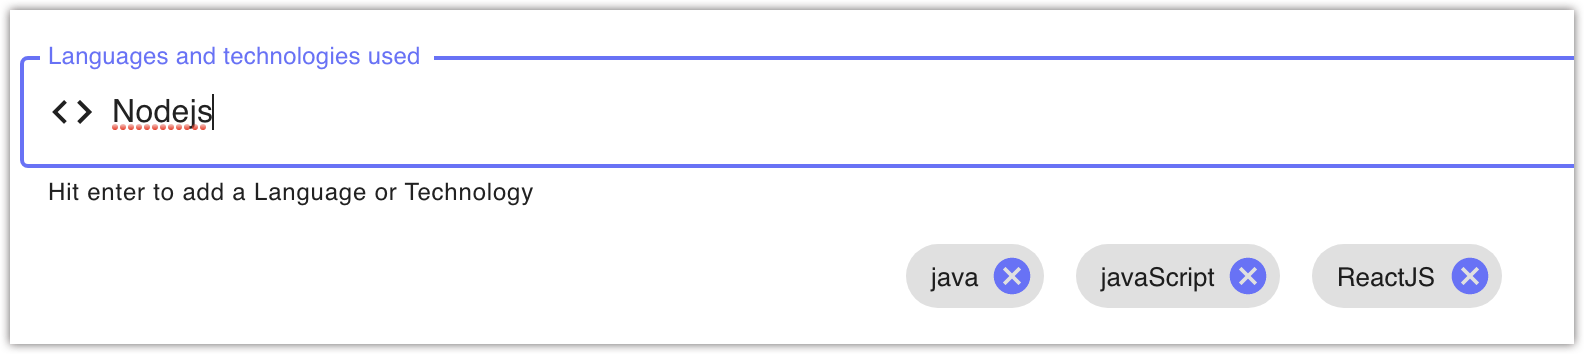 Languages and technologies used
<> Nodejs
Hit enter to add a Language or Technology
java javaScript ReactJS